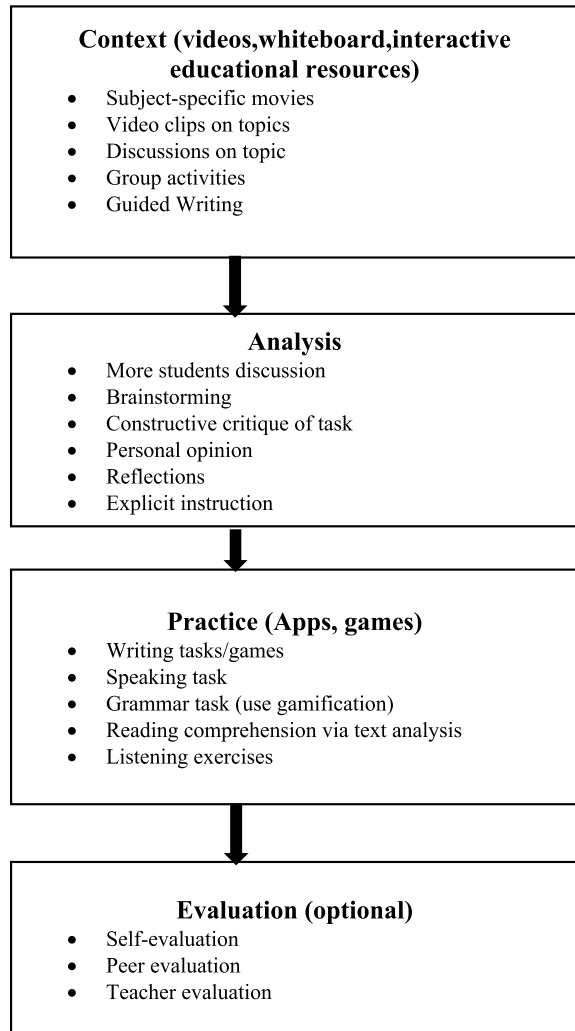 Context (videos,whiteboard,interactive
educational resources)
• Subject-specific movies
• Video clips on topics
• Discussions on topic
• Group activities
• Guided Writing
Analysis
• More students discussion
• Brainstorming
• Constructive critique of task
• Personal opinion
• Reflections
• Explicit instruction
Practice (Apps, games)
• Writing tasks/games
• Speaking task
• Grammar task (use gamification)
• Reading comprehension via text analysis
• Listening exercises
Evaluation (optional)
• Self-evaluation
• Peer evaluation
• Teacher evaluation